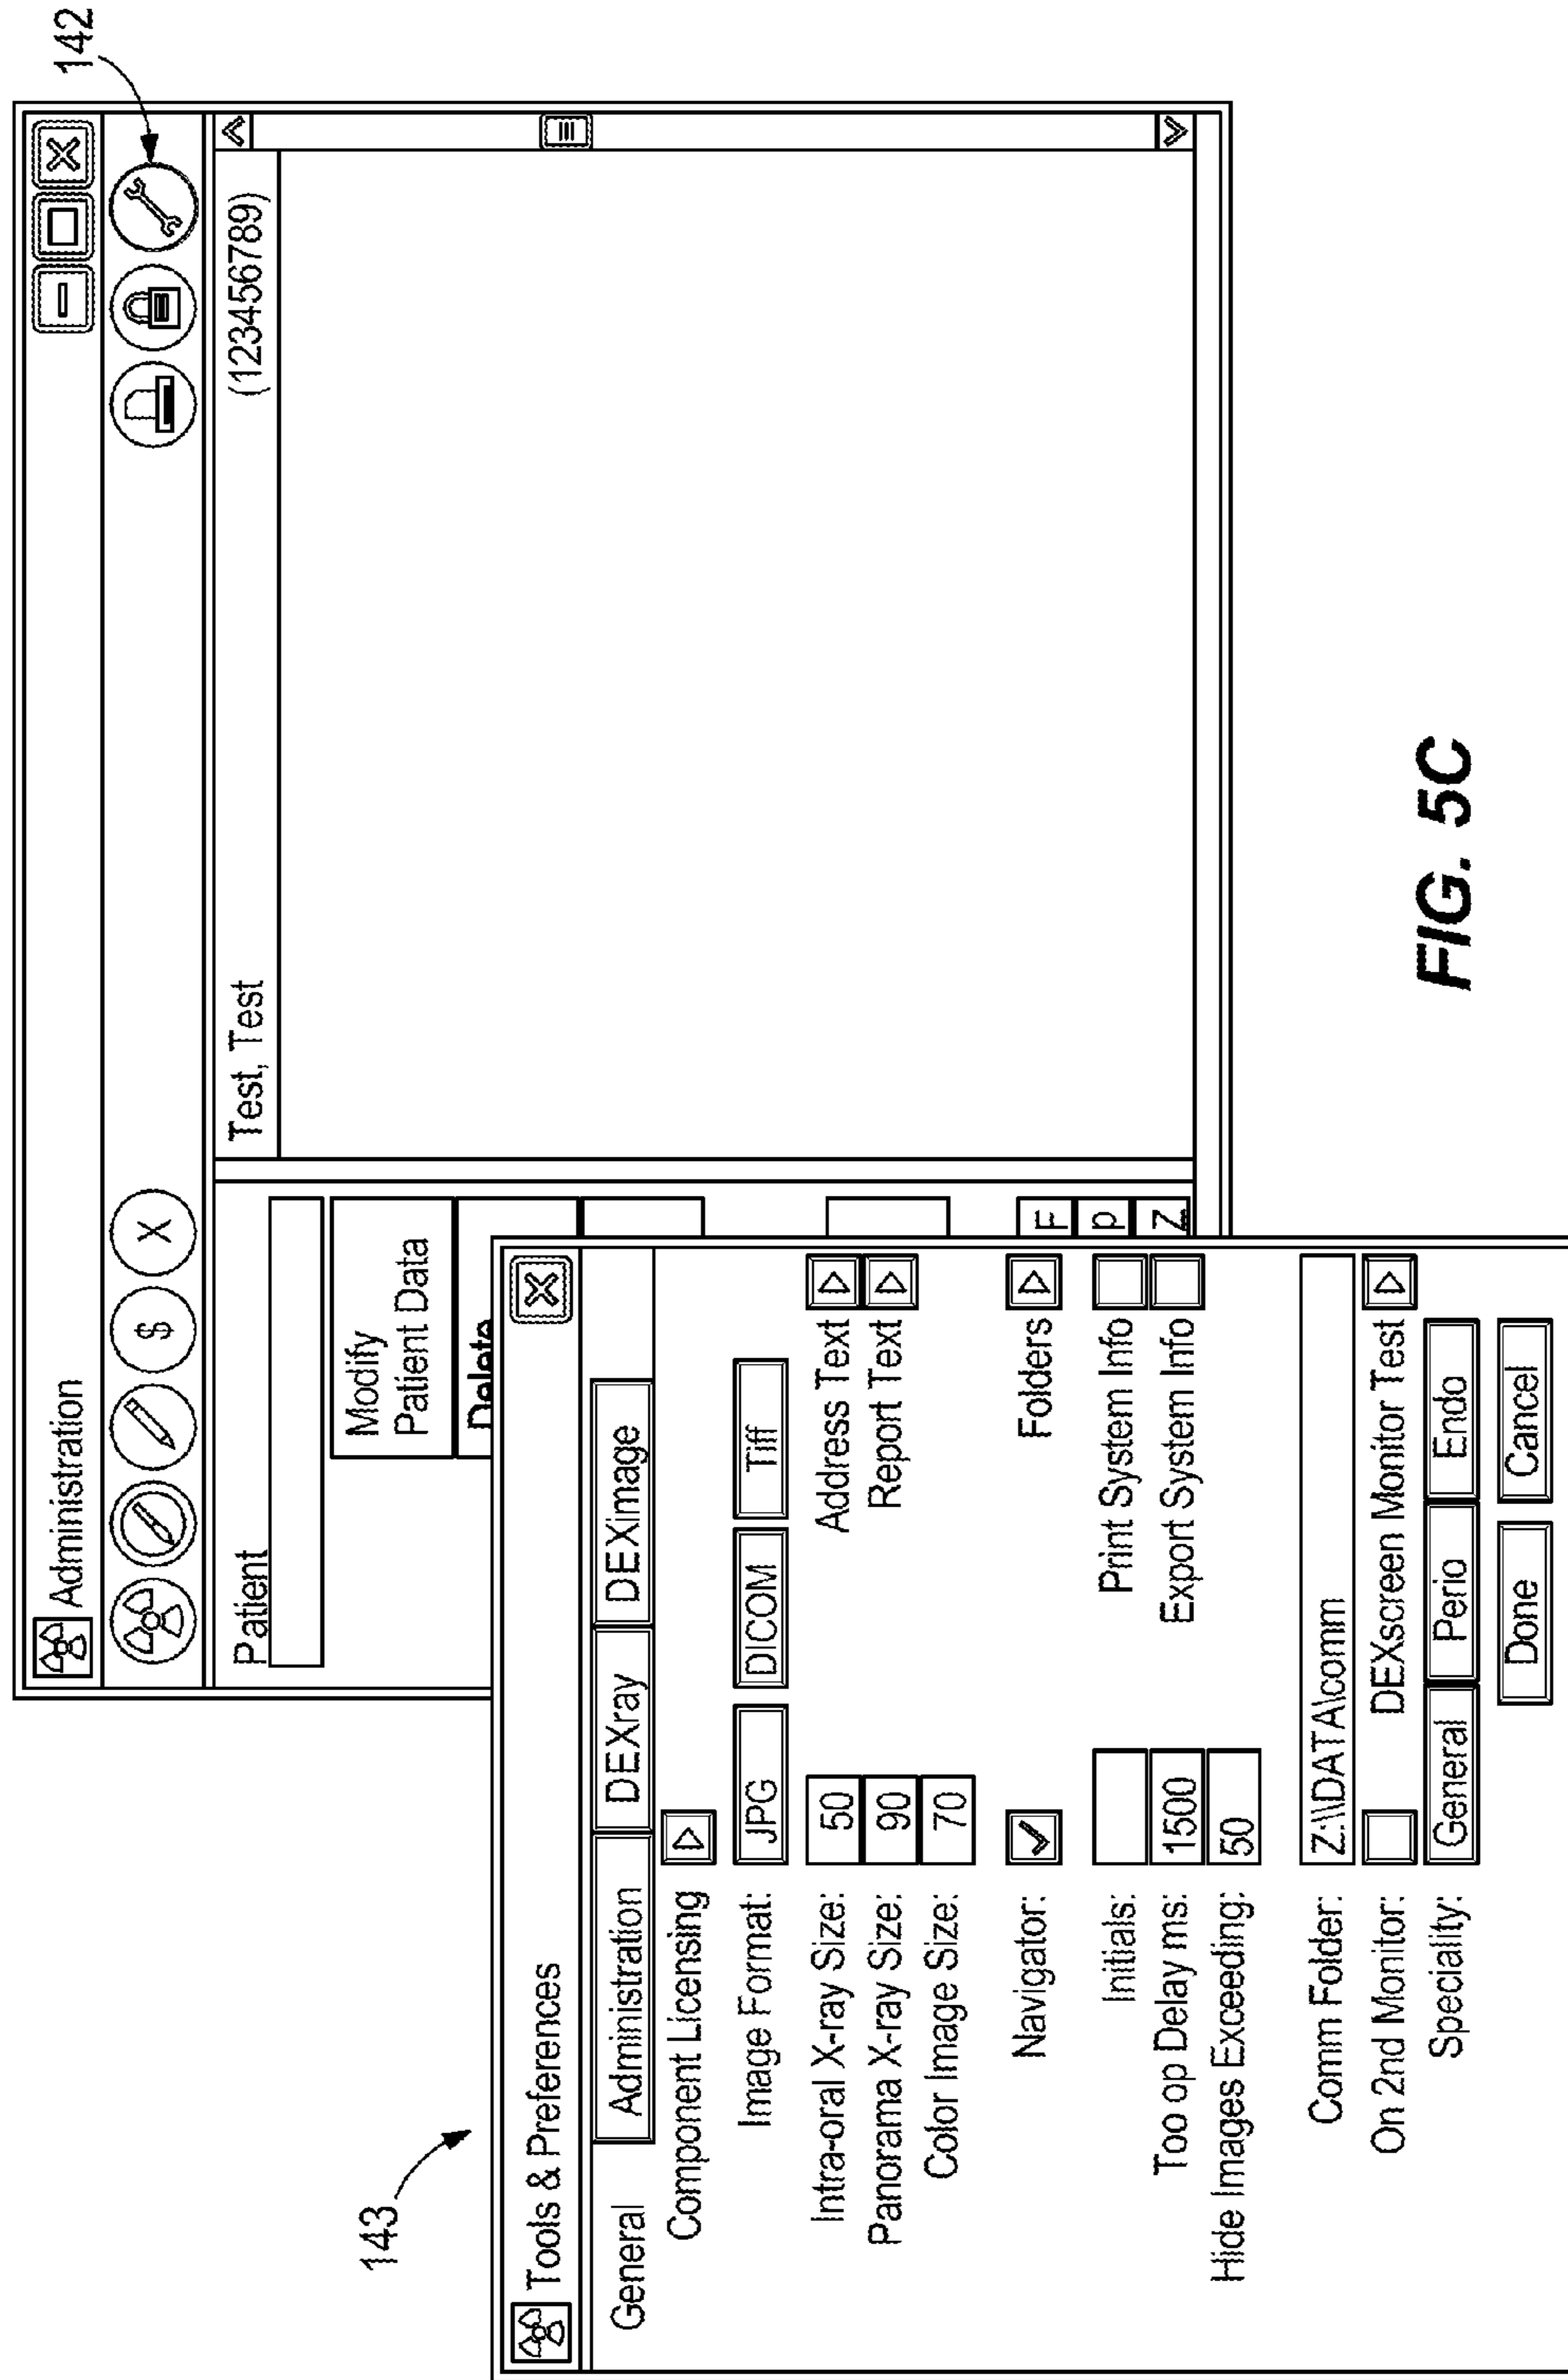 142
Administration
$ X
Patient
Test, Test (123456789)
Modify
Patient Data
Delete
F
p
Z
143
Tools & Preferences
General Administration DEXray DEXimage
Component Licensing
Image Format: JPG DICOM Tiff
Intra-oral X-ray Size: 50 Address Text
Panorama X-ray Size: 90 Report Text
Color Image Size: 70
Navigator: Folders
Initials: Print System Info
Too op Delay ms: 1500 Export System Info
Hide Images Exceeding: 50
Comm Folder: Z:\\DATA\comm
On 2nd Monitor: DEXscreen Monitor Test
Speciality: General Perio Endo
Done Cancel
FIG. 5C